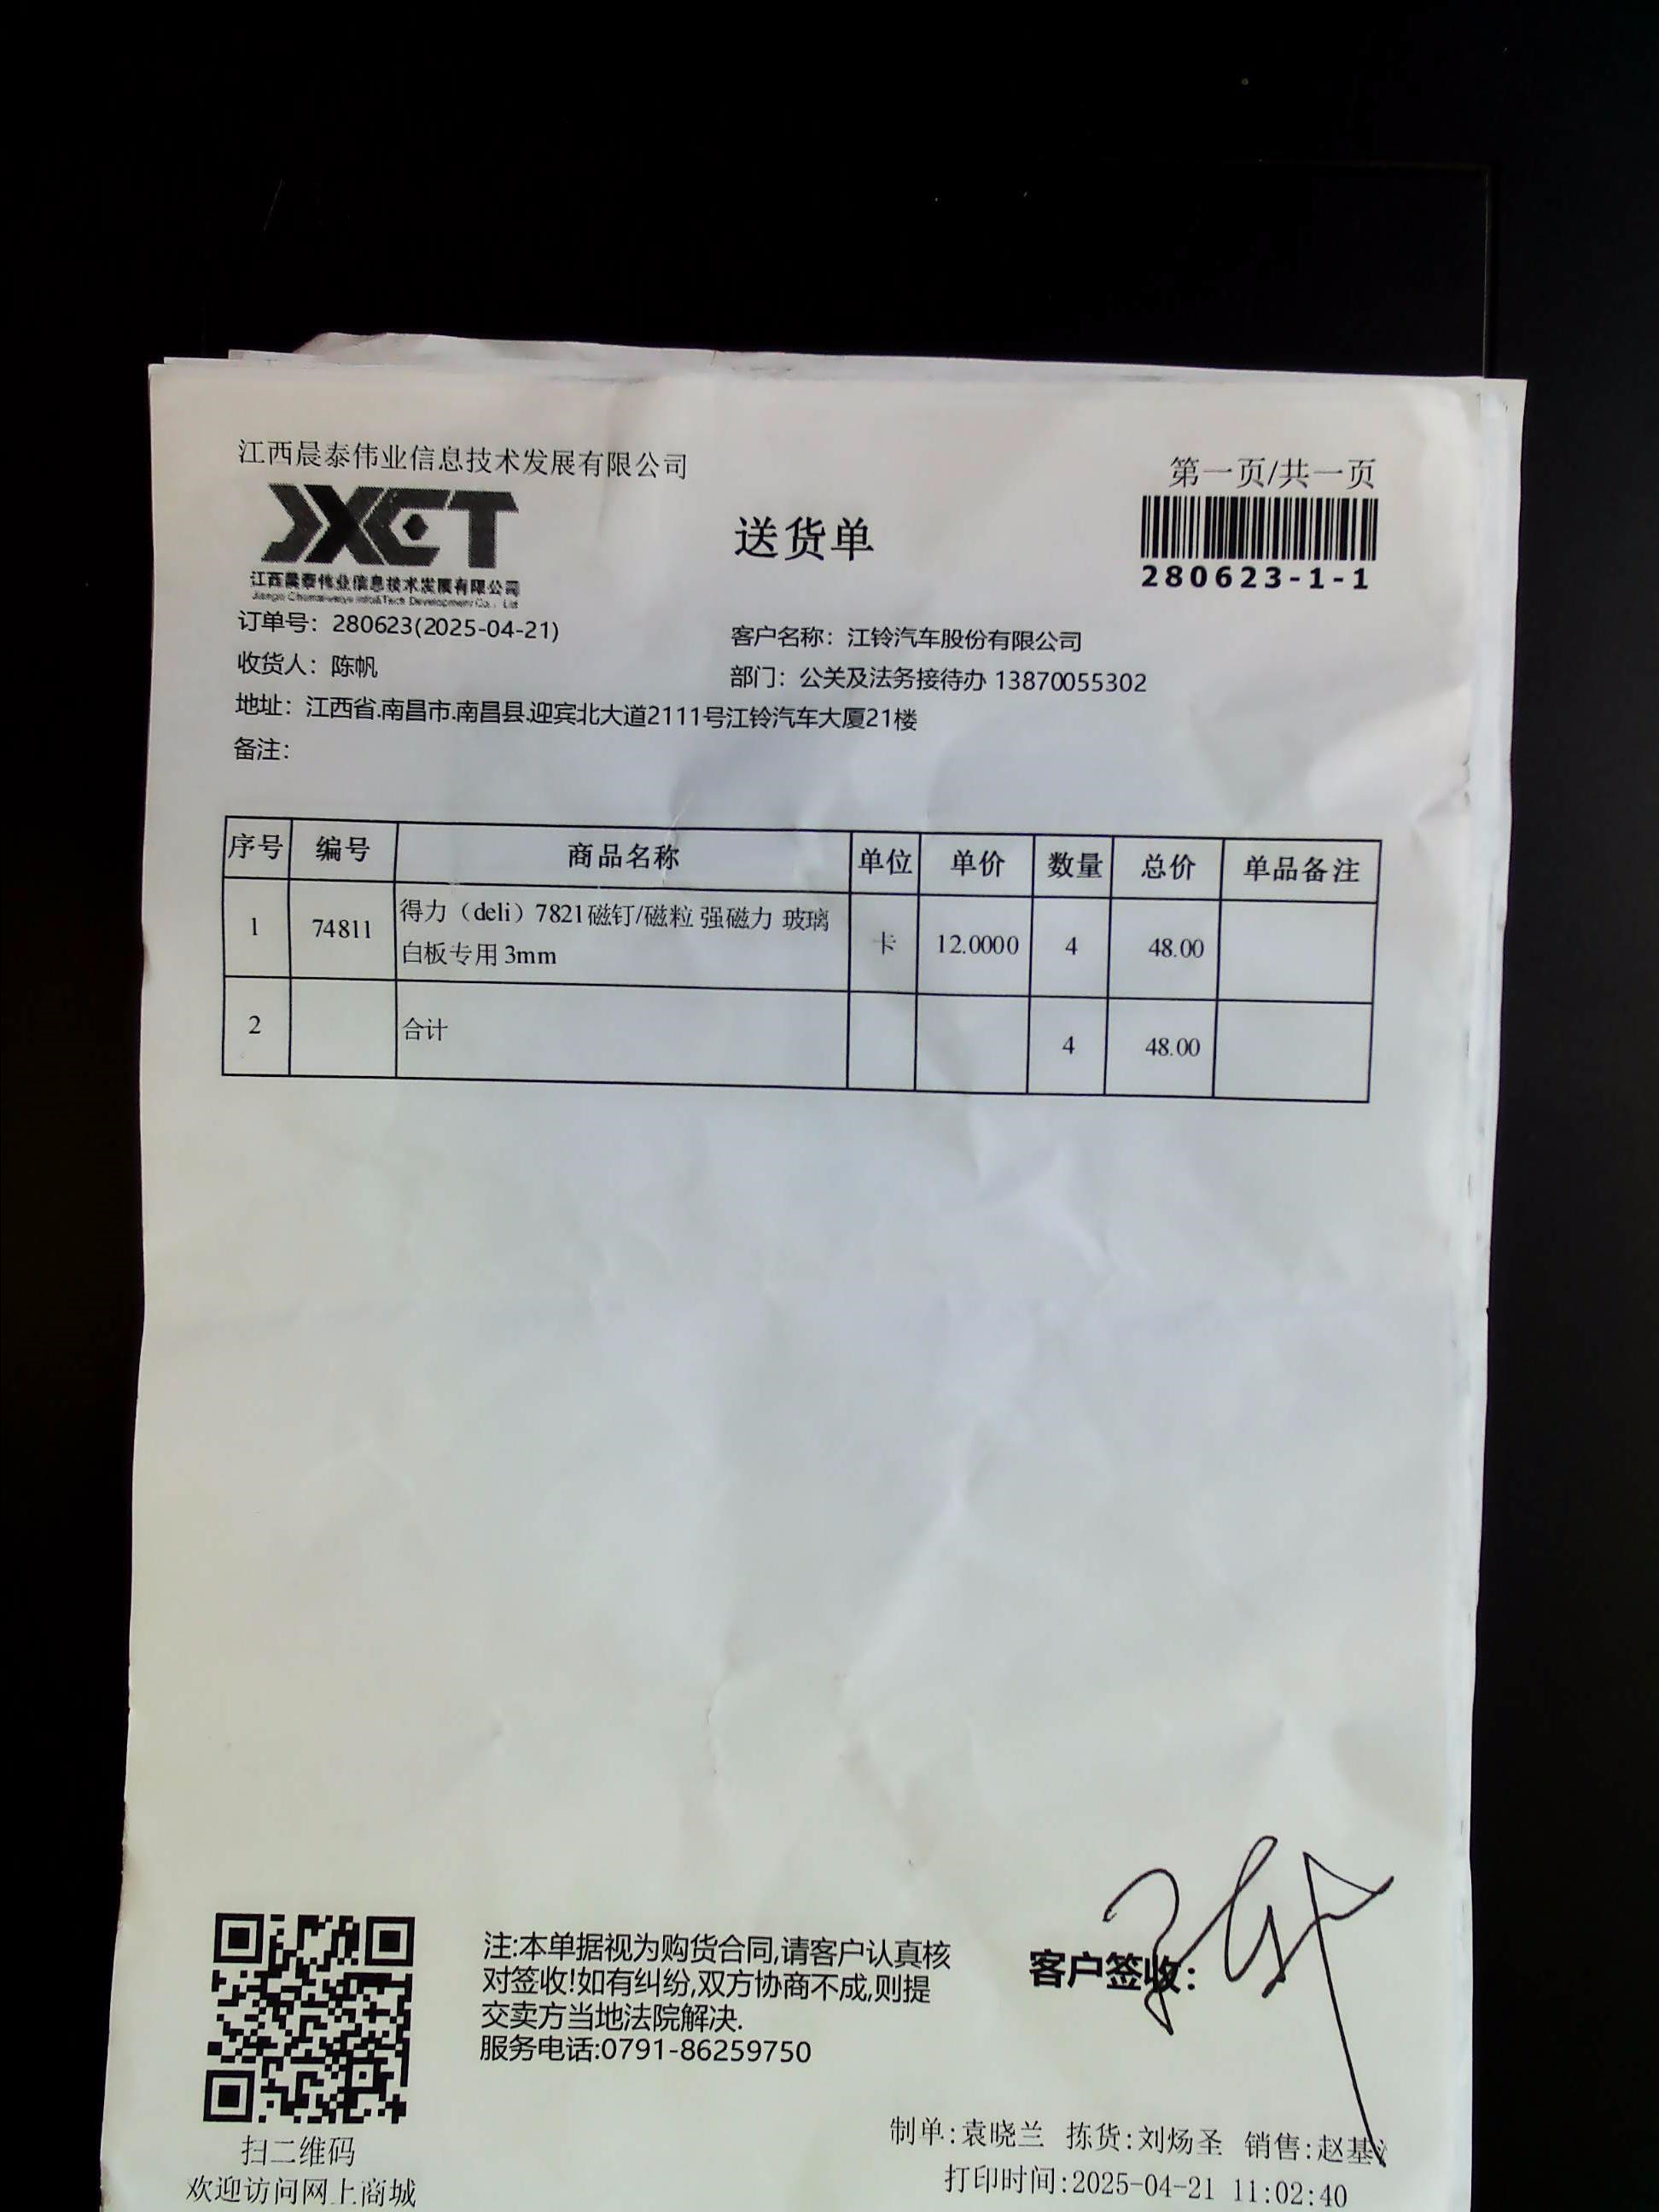 江西晨泰伟业信息技术发展有限公司
第一页/共一页
JXCT
送货单
江西晨泰伟业信息技术发展有限公司
280623-1-1
订单号：280623(2025-04-21)
客户名称：江铃汽车股份有限公司
收货人：陈帆
部门：公关及法务接待办 13870055302
地址：江西省.南昌市.南昌县.迎宾北大道2111号江铃汽车大厦21楼
备注：
序号 编号 商品名称 单位 单价 数量 总价 单品备注
1 74811 得力（deli）7821磁钉/磁粒 强磁力 玻璃 卡 12.0000 4 48.00
白板专用3mm
2 合计 4 48.00
注:本单据视为购货合同,请客户认真核
对签收!如有纠纷,双方协商不成,则提
交卖方当地法院解决.
服务电话:0791-86259750
客户签收:
扫二维码
欢迎访问网上商城
制单:袁晓兰 拣货:刘炀圣 销售:赵基
打印时间:2025-04-21 11:02:40